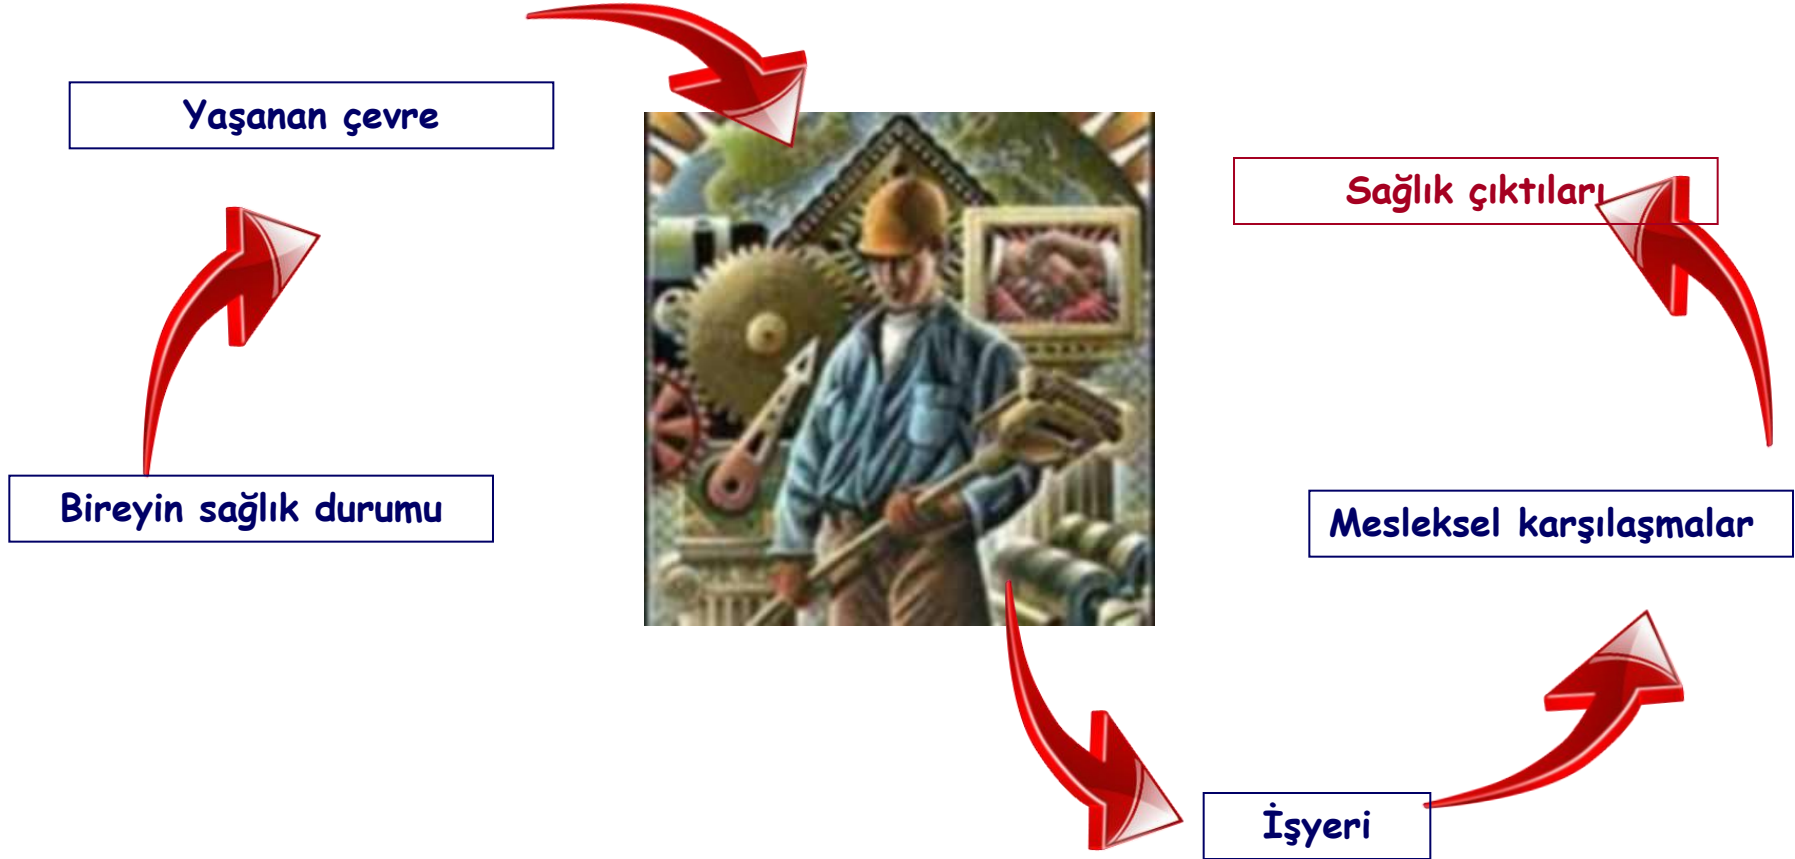 Yaşanan çevre
Sağlık çıktıları
Bireyin sağlık durumu
Mesleksel karşılaşmalar
İşyeri